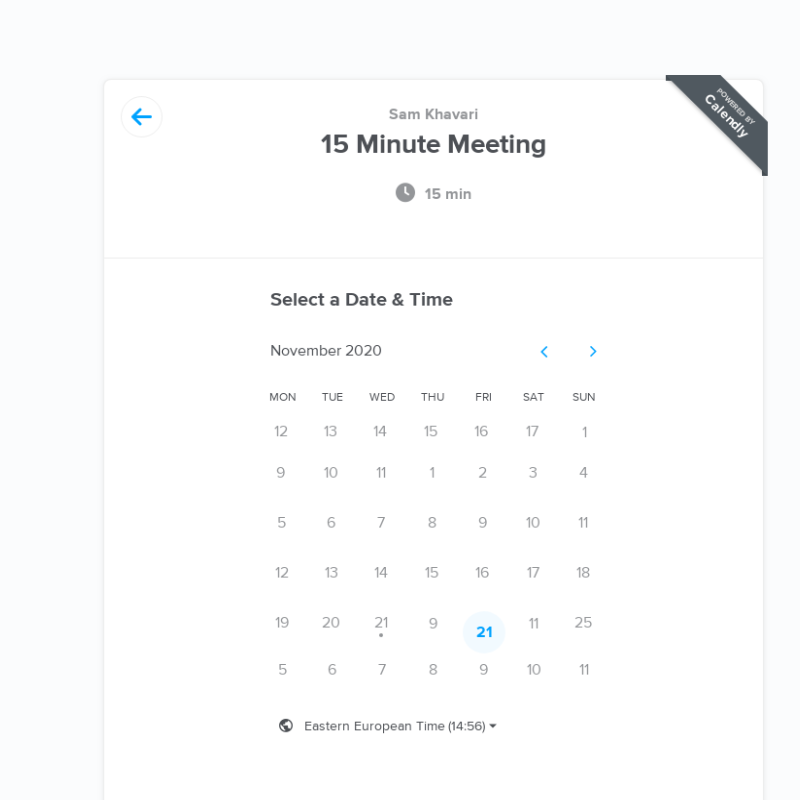 Sam Khavari
15 Minute Meeting
15 min
POWERED BY
Calendly
Select a Date & Time
November 2020
MON TUE WED THU FRI SAT SUN
12 13 14 15 16 17 1
9 10 11 1 2 3 4
5 6 7 8 9 10 11
12 13 14 15 16 17 18
19 20 21 9 21 11 25
5 6 7 8 9 10 11
Eastern European Time (14:56)